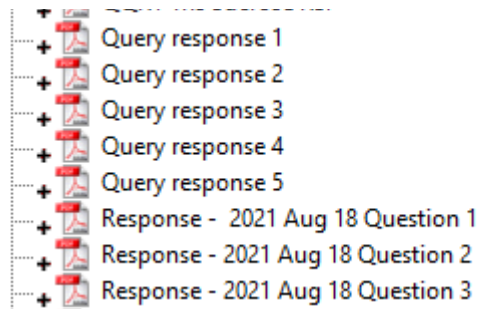 Query response 1
Query response 2
Query response 3
Query response 4
Query response 5
Response -  2021 Aug 18 Question 1
Response - 2021 Aug 18 Question 2
Response - 2021 Aug 18 Question 3